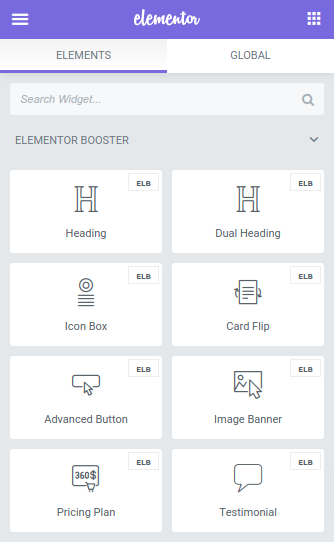 elementor
ELEMENTS
GLOBAL
Search Widget...
ELEMENTOR BOOSTER
ELB
Heading
ELB
Dual Heading
ELB
Icon Box
ELB
Card Flip
ELB
Advanced Button
ELB
Image Banner
ELB
360$
Pricing Plan
ELB
Testimonial